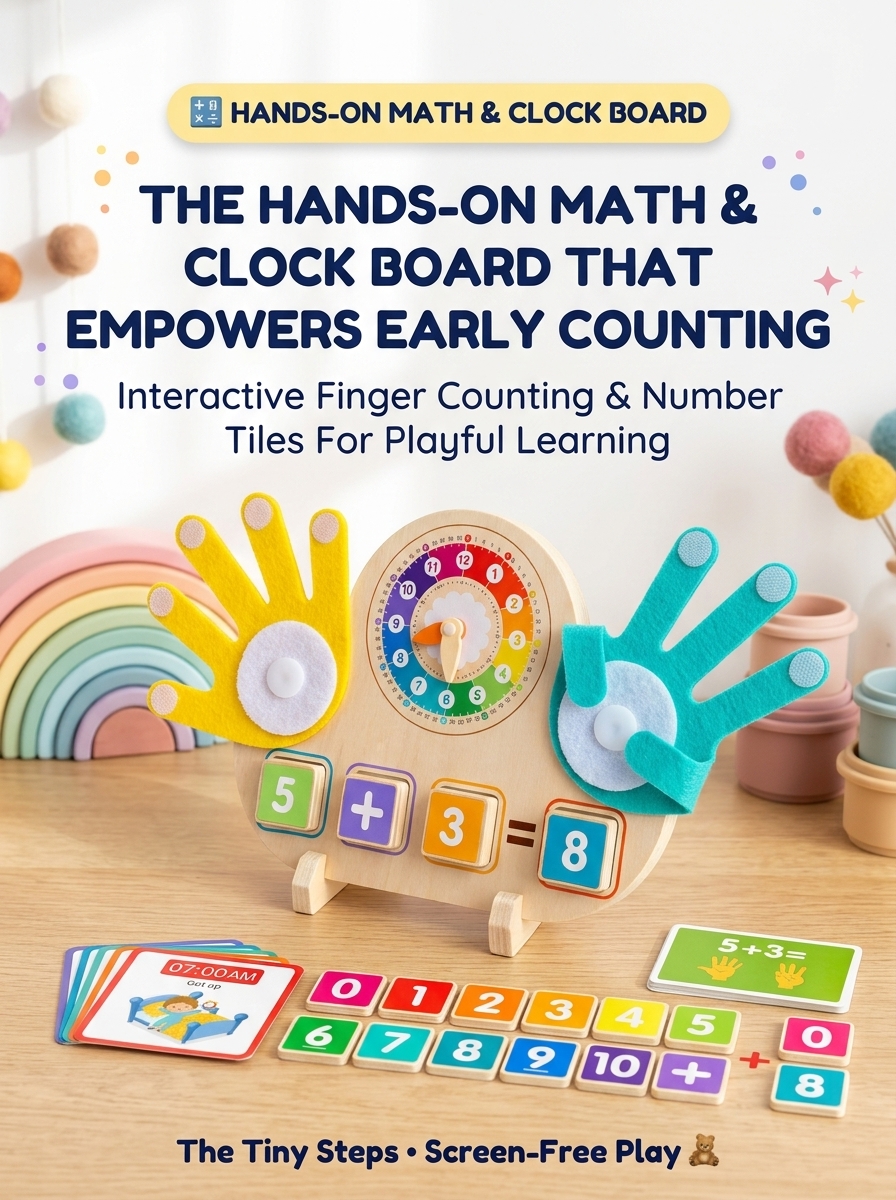 HANDS-ON MATH & CLOCK BOARD
THE HANDS-ON MATH &
CLOCK BOARD THAT
EMPOWERS EARLY COUNTING
Interactive Finger Counting & Number
Tiles For Playful Learning
11 12 1
10 2
9 3
8 4
7 6 5
5 + 3 = 8
5+3=
07:00AM
Get up
0 1 2 3 4 5
6 7 8 9 10 + + 0
8
The Tiny Steps • Screen-Free Play